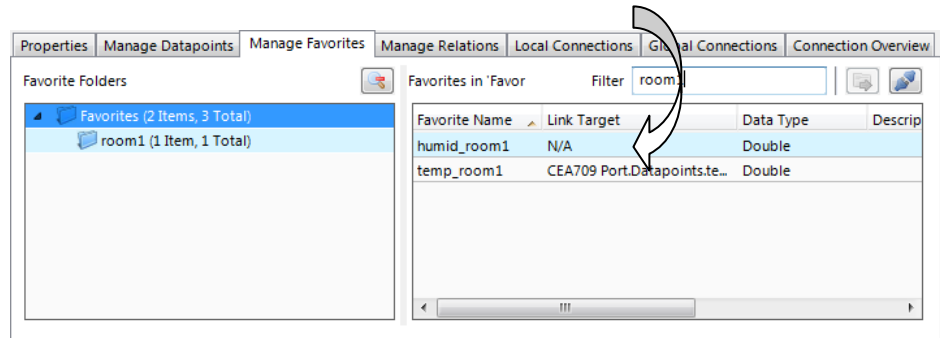 Properties Manage Datapoints Manage Favorites Manage Relations Local Connections Global Connections Connection Overview
Favorite Folders
Favorites in 'Favor Filter room1
Favorites (2 Items, 3 Total)
room1 (1 Item, 1 Total)
Favorite Name Link Target Data Type Descrip
humid_room1 N/A Double
temp_room1 CEA709 Port.Datapoints.te... Double